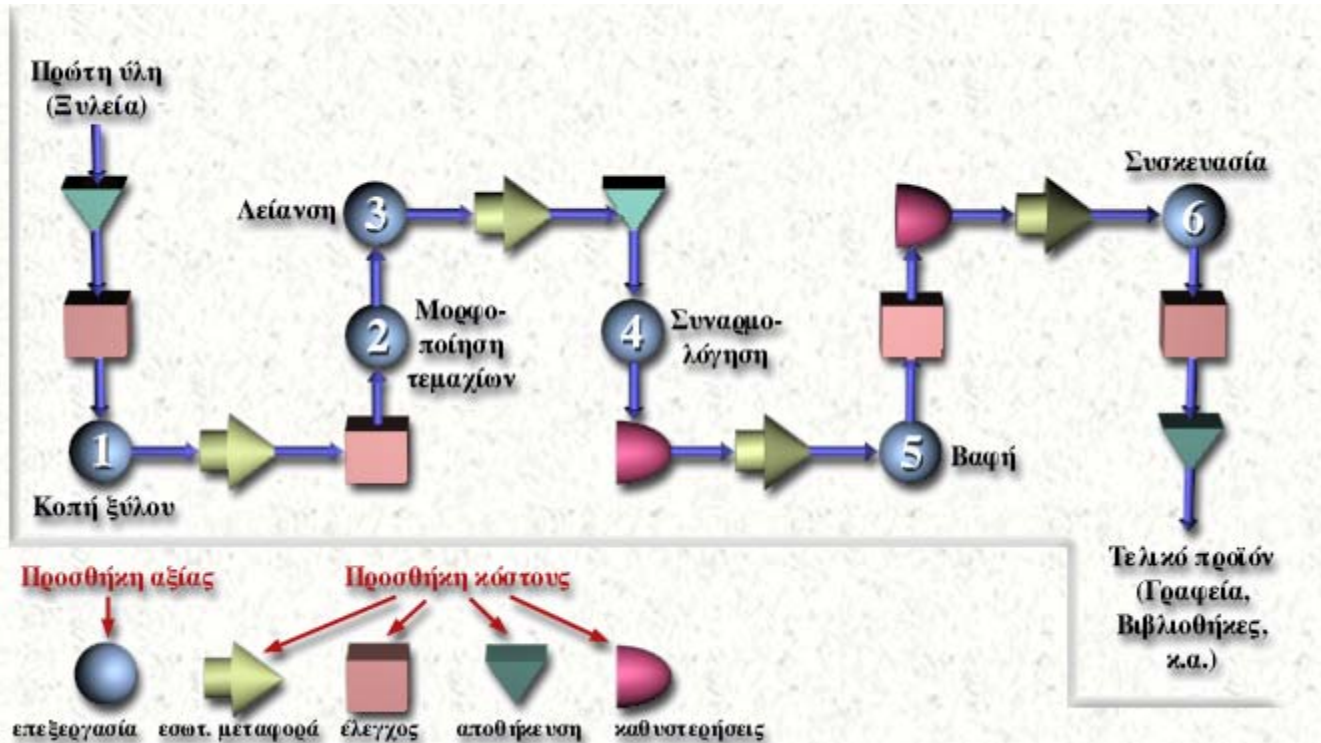 Πρώτη ύλη
(Ξυλεία)
Λείανση
3
Συσκευασία
6
2
Μορφο-
ποίηση
τεμαχίων
4
Συναρμο-
λόγηση
1
Κοπή ξύλου
5
Βαφή
Τελικό προϊόν
(Γραφεία,
Βιβλιοθήκες,
κ.α.)
Προσθήκη αξίας
Προσθήκη κόστους
επεξεργασία
εσωτ. μεταφορά
έλεγχος
αποθήκευση
καθυστερήσεις